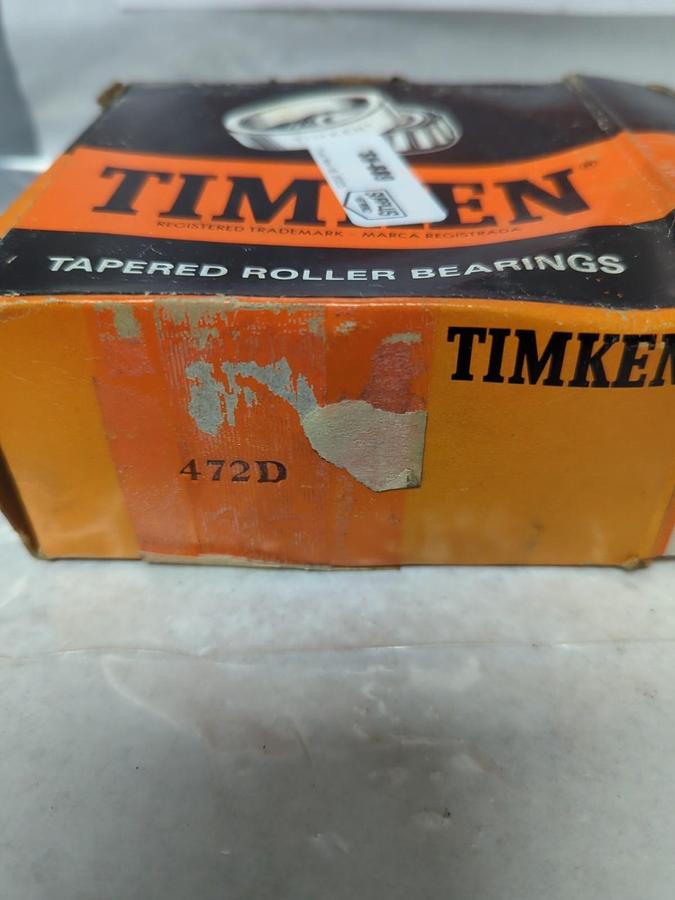 TIMKEN®
REGISTERED TRADEMARK - MARCA REGISTRADA
TAPERED ROLLER BEARINGS
TIMKEN
472D